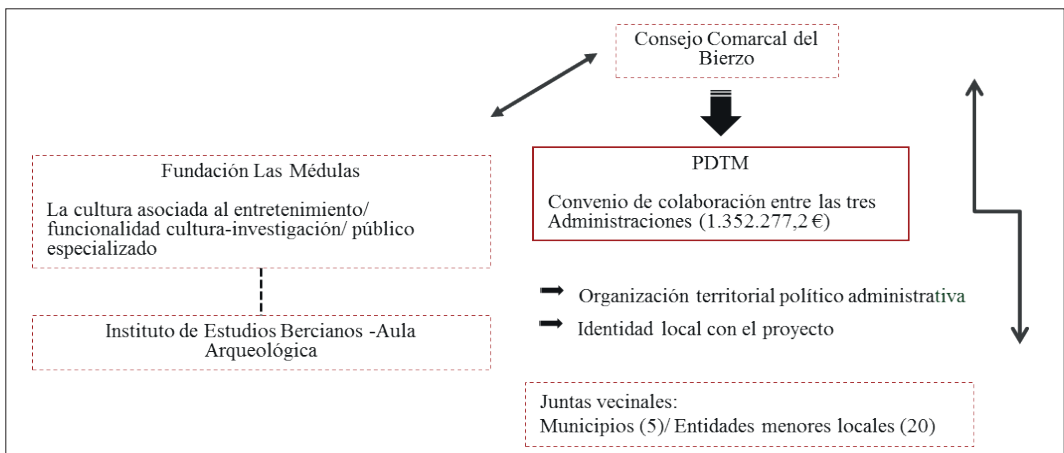 Consejo Comarcal del
Bierzo
Fundación Las Médulas
La cultura asociada al entretenimiento/
funcionalidad cultura-investigación/ público
especializado
Instituto de Estudios Bercianos -Aula
Arqueológica
PDTM
Convenio de colaboración entre las tres
Administraciones (1.352.277,2 €)
Organización territorial político administrativa
Identidad local con el proyecto
Juntas vecinales:
Municipios (5)/ Entidades menores locales (20)